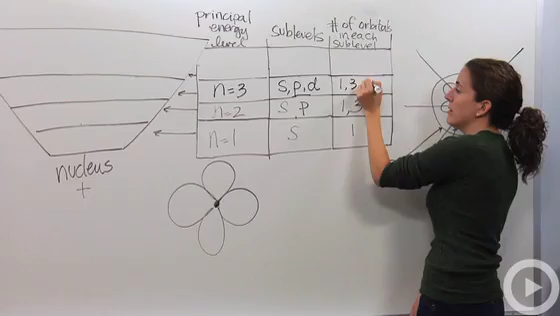 principal
energy
level
sublevels
# of orbitals
in each
sublevel
n=3
s,p,d
1,3
n=2
s,p
1,3
n=1
s
1
nucleus
+